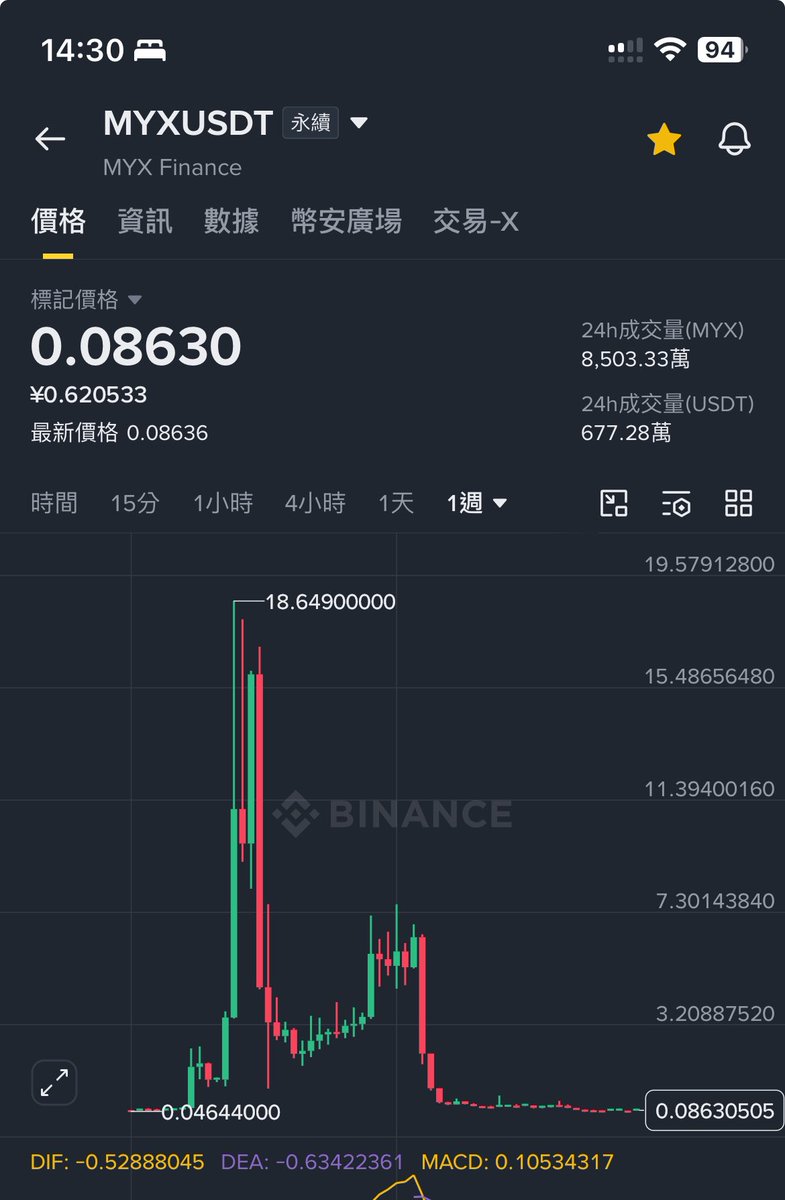 14:30
94
MYXUSDT 永續
MYX Finance
價格 資訊 數據 幣安廣場 交易-X
標記價格
0.08630
¥0.620533
最新價格 0.08636
24h成交量(MYX)
8,503.33萬
24h成交量(USDT)
677.28萬
時間 15分 1小時 4小時 1天 1週
19.57912800
18.64900000
15.48656480
11.39400160
BINANCE
7.30143840
3.20887520
0.04644000
0.08630505
DIF: −0.52888045 DEA: −0.63422361 MACD: 0.10534317